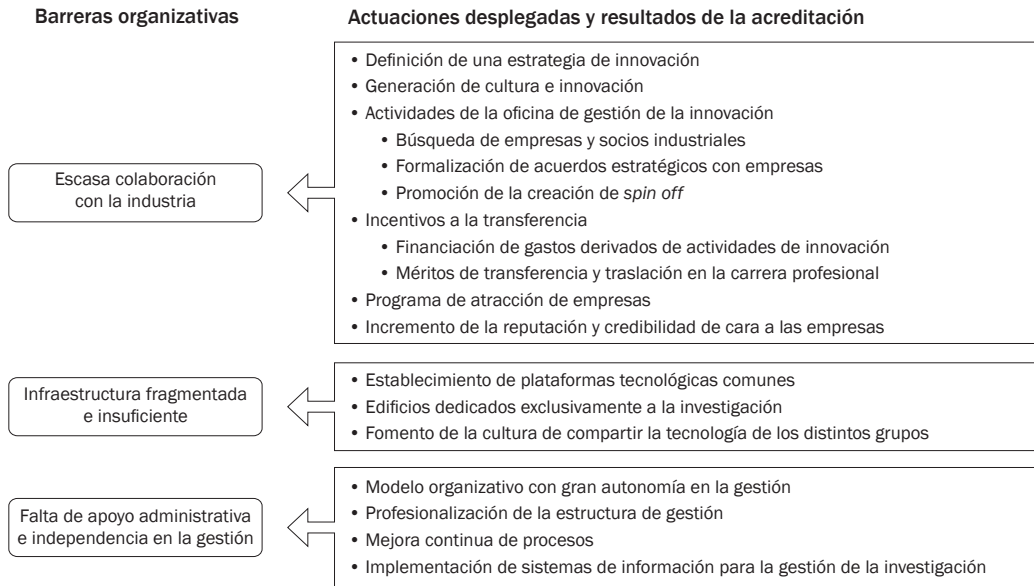 Barreras organizativas
Actuaciones desplegadas y resultados de la acreditación
Escasa colaboración
con la industria
• Definición de una estrategia de innovación
• Generación de cultura e innovación
• Actividades de la oficina de gestión de la innovación
• Búsqueda de empresas y socios industriales
• Formalización de acuerdos estratégicos con empresas
• Promoción de la creación de spin off
• Incentivos a la transferencia
• Financiación de gastos derivados de actividades de innovación
• Méritos de transferencia y traslación en la carrera profesional
• Programa de atracción de empresas
• Incremento de la reputación y credibilidad de cara a las empresas
Infraestructura fragmentada
e insuficiente
• Establecimiento de plataformas tecnológicas comunes
• Edificios dedicados exclusivamente a la investigación
• Fomento de la cultura de compartir la tecnología de los distintos grupos
Falta de apoyo administrativa
e independencia en la gestión
• Modelo organizativo con gran autonomía en la gestión
• Profesionalización de la estructura de gestión
• Mejora continua de procesos
• Implementación de sistemas de información para la gestión de la investigación